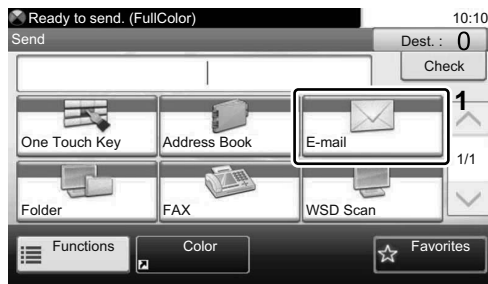 Ready to send. (FullColor) 10:10
Send Dest. : 0
Check
1
One Touch Key Address Book E-mail
1/1
Folder FAX WSD Scan
Functions Color Favorites